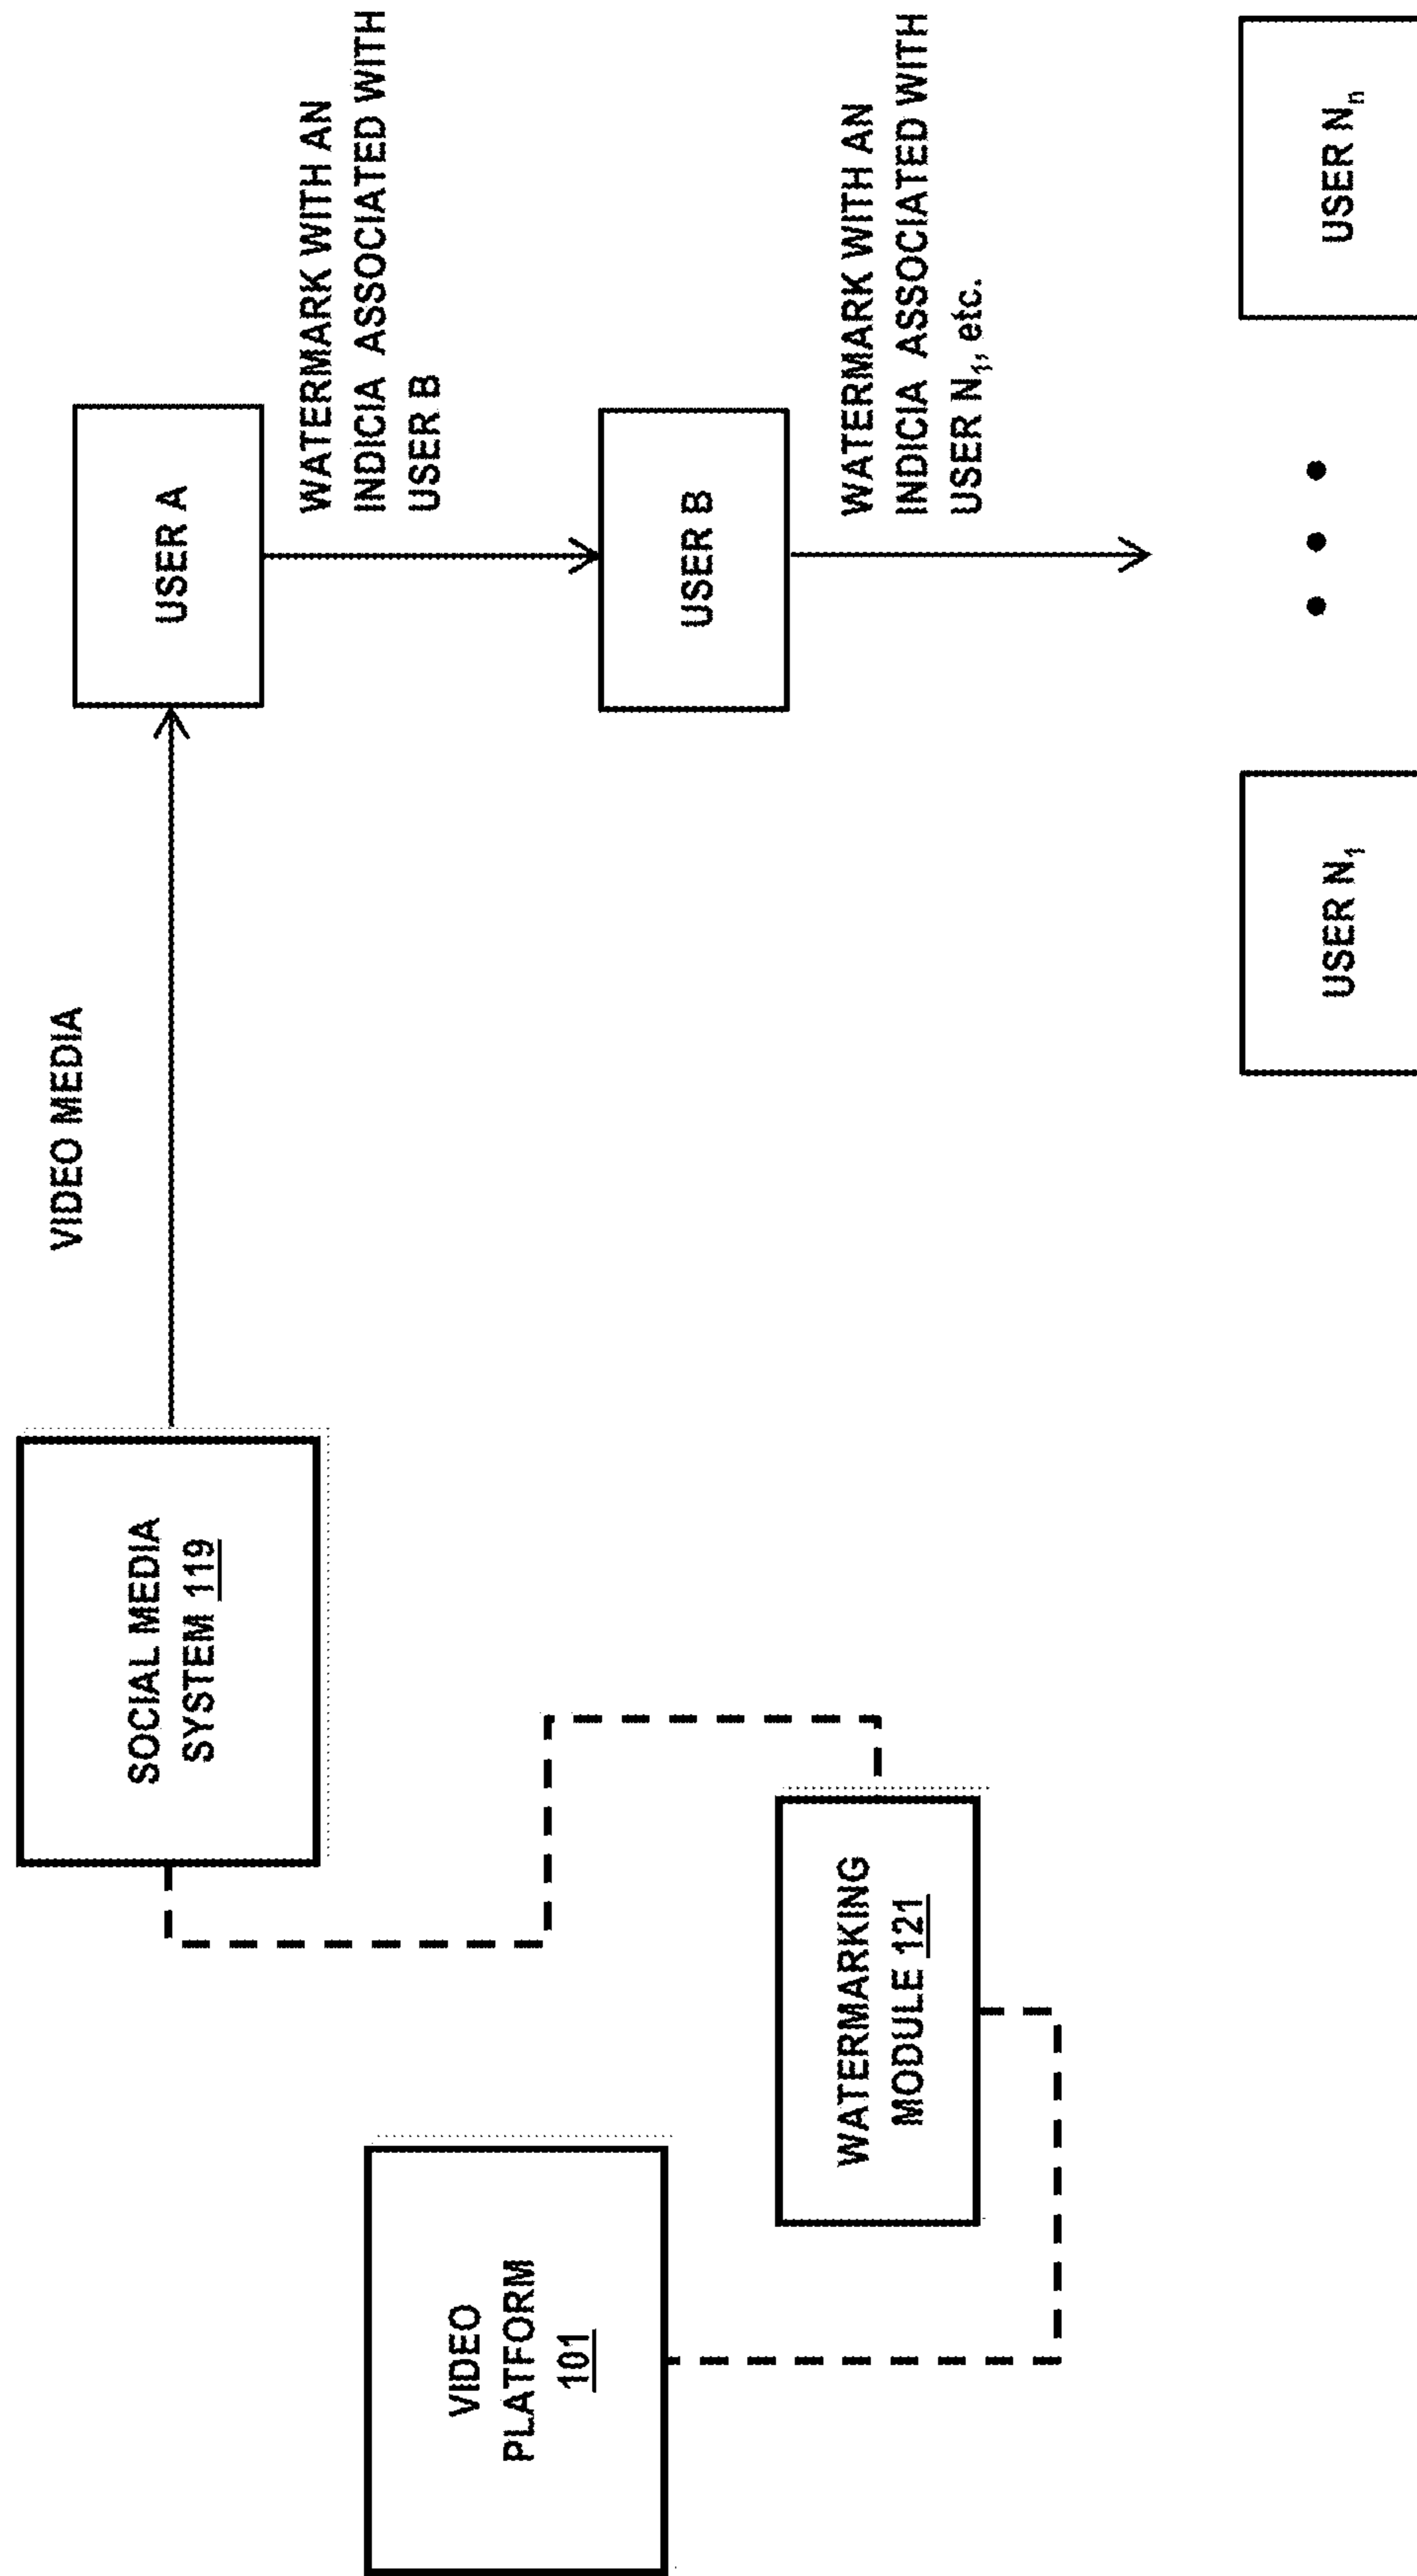 VIDEO
PLATFORM
101
WATERMARKING
MODULE 121
SOCIAL MEDIA
SYSTEM 119
VIDEO MEDIA
USER A
WATERMARK WITH AN
INDICIA ASSOCIATED WITH
USER B
USER B
WATERMARK WITH AN
INDICIA ASSOCIATED WITH
USER N₁, etc.
USER N₁
USER Nₙ